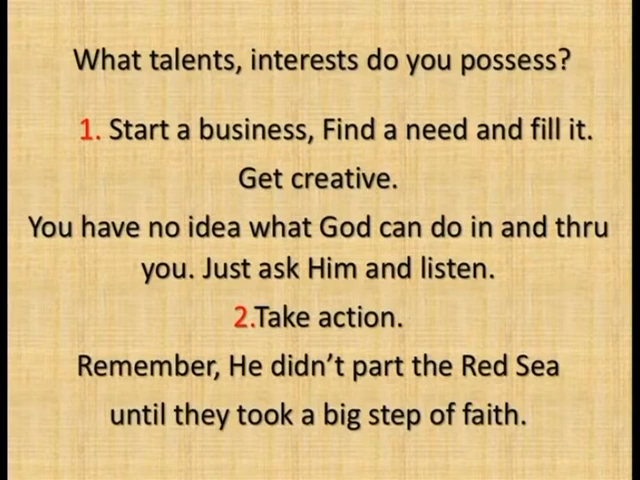 What talents, interests do you possess?
1. Start a business, Find a need and fill it.
Get creative.
You have no idea what God can do in and thru
you. Just ask Him and listen.
2.Take action.
Remember, He didn’t part the Red Sea
until they took a big step of faith.